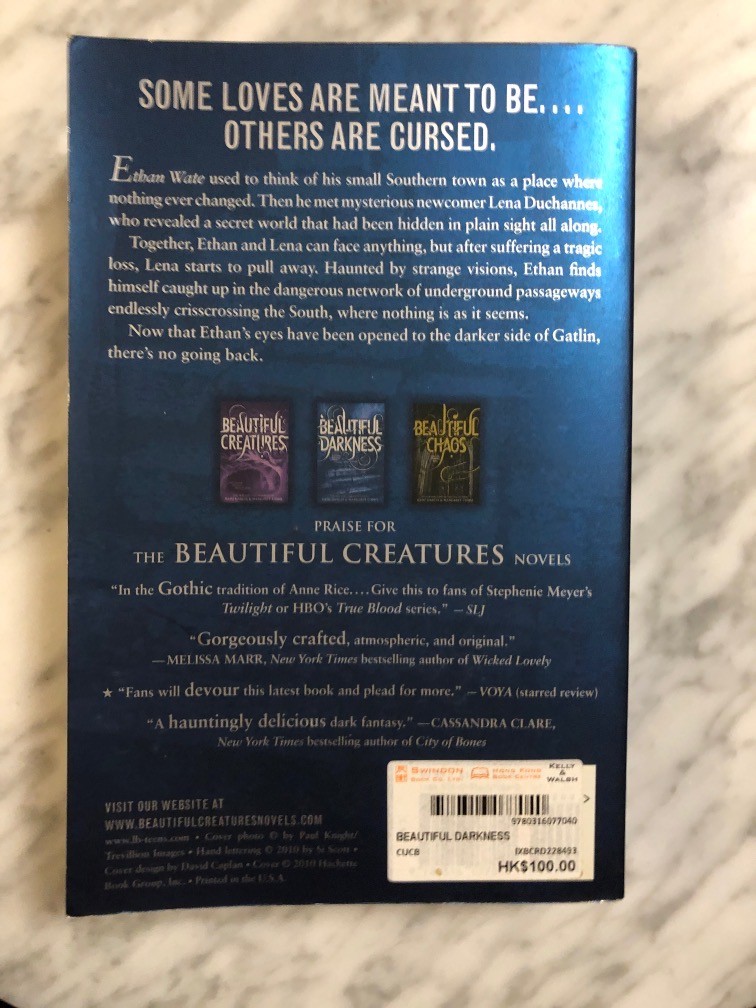 SOME LOVES ARE MEANT TO BE....
OTHERS ARE CURSED.
Ethan Wate used to think of his small Southern town as a place where
nothing ever changed. Then he met mysterious newcomer Lena Duchannes,
who revealed a secret world that had been hidden in plain sight all along.
Together, Ethan and Lena can face anything, but after suffering a tragic
loss, Lena starts to pull away. Haunted by strange visions, Ethan finds
himself caught up in the dangerous network of underground passageways
endlessly crisscrossing the South, where nothing is as it seems.
Now that Ethan's eyes have been opened to the darker side of Gatlin,
there's no going back.
BEAUTIFUL CREATURES
BEAUTIFUL DARKNESS
BEAUTIFUL CHAOS
PRAISE FOR
THE BEAUTIFUL CREATURES NOVELS
"In the Gothic tradition of Anne Rice.... Give this to fans of Stephenie Meyer's
Twilight or HBO's True Blood series." —SLJ
"Gorgeously crafted, atmospheric, and original."
—MELISSA MARR, New York Times bestselling author of Wicked Lovely
★ "Fans will devour this latest book and plead for more." —VOYA (starred review)
"A hauntingly delicious dark fantasy." —CASSANDRA CLARE,
New York Times bestselling author of City of Bones
VISIT OUR WEBSITE AT
WWW.BEAUTIFULCREATURESNOVELS.COM
www.lb-teens.com • Cover photo © by Paul Knight/
Trevillion Images • Hand lettering © 2010 by Si Scott •
Cover design by David Caplan • Cover © 2010 Hachette
Book Group, Inc. • Printed in the U.S.A.
SWINDON
BOOK CO. LTD.
HONG KONG
BOOK CENTRE
KELLY
&
WALSH
>
9780316077040
BEAUTIFUL DARKNESS
CUCB IXBCRD228493
HK$100.00